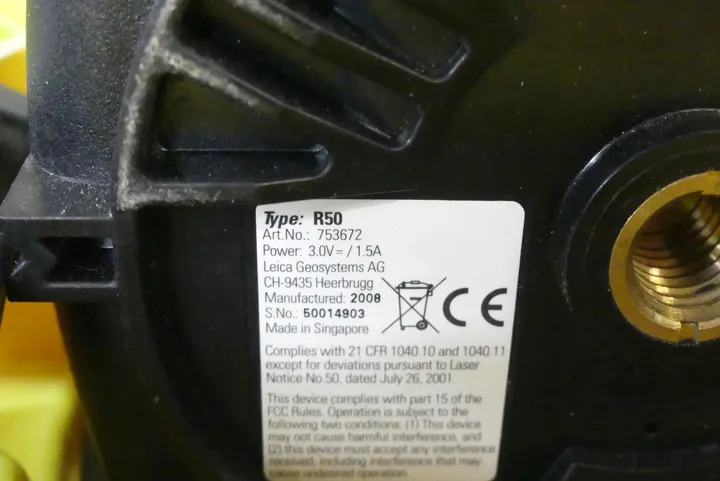 Type: R50
Art.No.: 753672
Power: 3.0V⎓ / 1.5A
Leica Geosystems AG
CH-9435 Heerbrugg
Manufactured: 2008
S.No.: 50014903
Made in Singapore
CE
Complies with 21 CFR 1040.10 and 1040.11
except for deviations pursuant to Laser
Notice No.50, dated July 26, 2001
This device complies with part 15 of the
FCC Rules. Operation is subject to the
following two conditions: (1) This device
may not cause harmful interference, and
(2) this device must accept any interference
received, including interference that may
cause undesired operation.